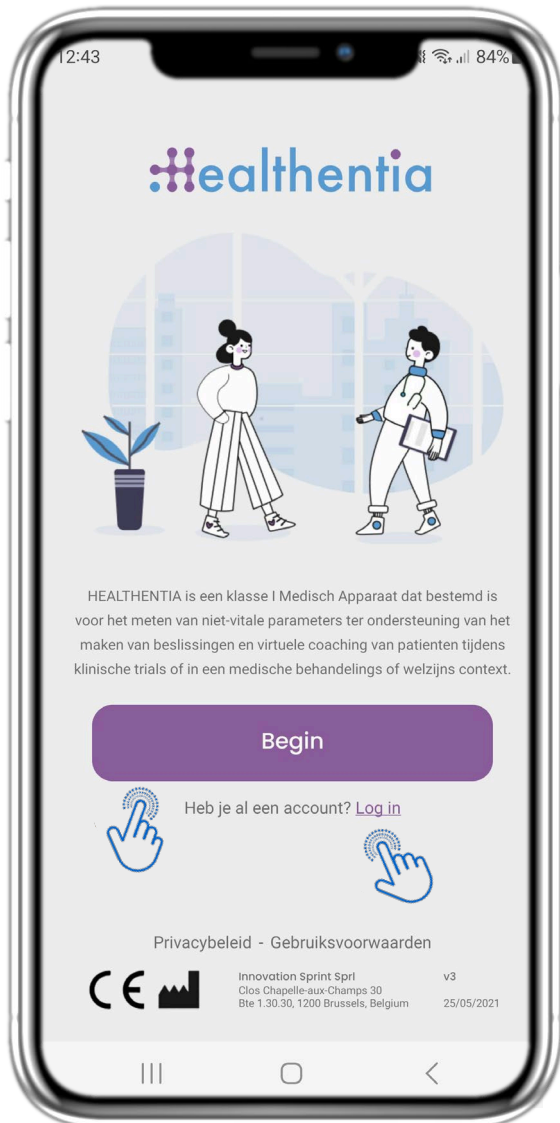 12:43
84%
Healthentia
HEALTHENTIA is een klasse I Medisch Apparaat dat bestemd is
voor het meten van niet-vitale parameters ter ondersteuning van het
maken van beslissingen en virtuele coaching van patienten tijdens
klinische trials of in een medische behandelings of welzijns context.
Begin
Heb je al een account? Log in
Privacybeleid - Gebruiksvoorwaarden
CE
Innovation Sprint Sprl
Clos Chapelle-aux-Champs 30
Bte 1.30.30, 1200 Brussels, Belgium
v3
25/05/2021